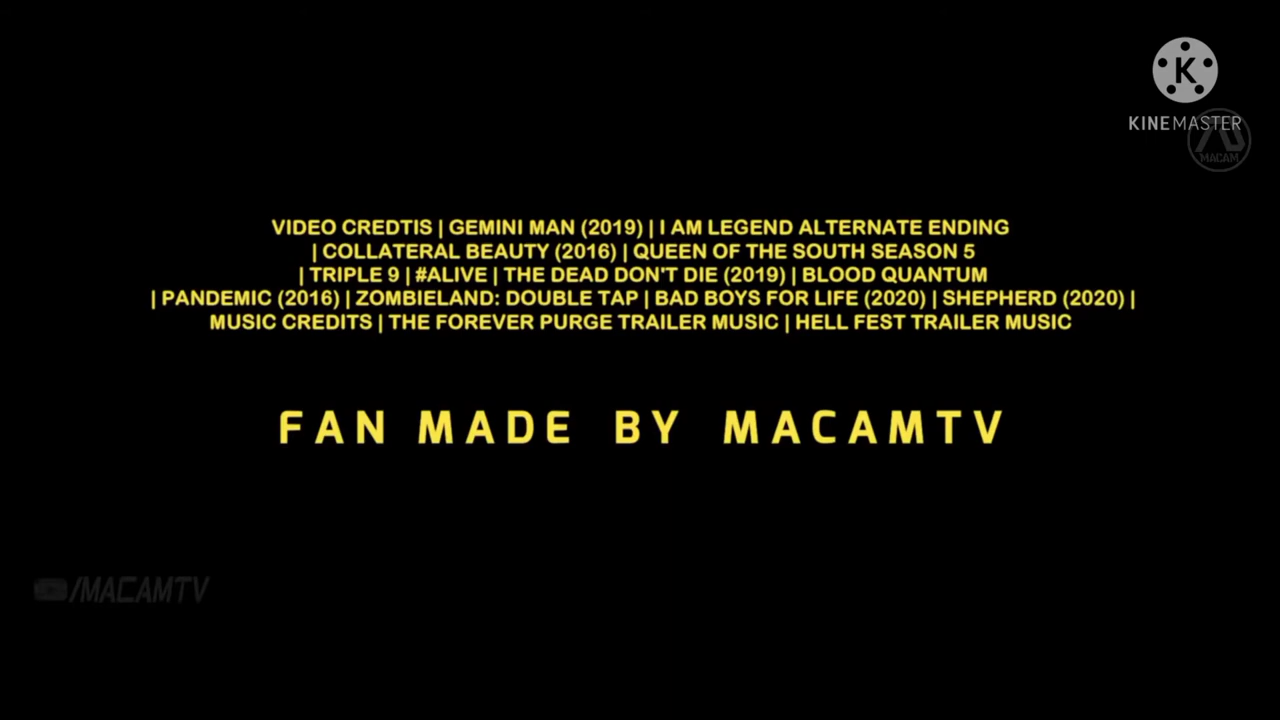 K
KINEMASTER
MACAM
VIDEO CREDTIS | GEMINI MAN (2019) | I AM LEGEND ALTERNATE ENDING
| COLLATERAL BEAUTY (2016) | QUEEN OF THE SOUTH SEASON 5
| TRIPLE 9 | #ALIVE | THE DEAD DON'T DIE (2019) | BLOOD QUANTUM
| PANDEMIC (2016) | ZOMBIELAND: DOUBLE TAP | BAD BOYS FOR LIFE (2020) | SHEPHERD (2020) |
MUSIC CREDITS | THE FOREVER PURGE TRAILER MUSIC | HELL FEST TRAILER MUSIC
FAN MADE BY MACAMTV
/MACAMTV